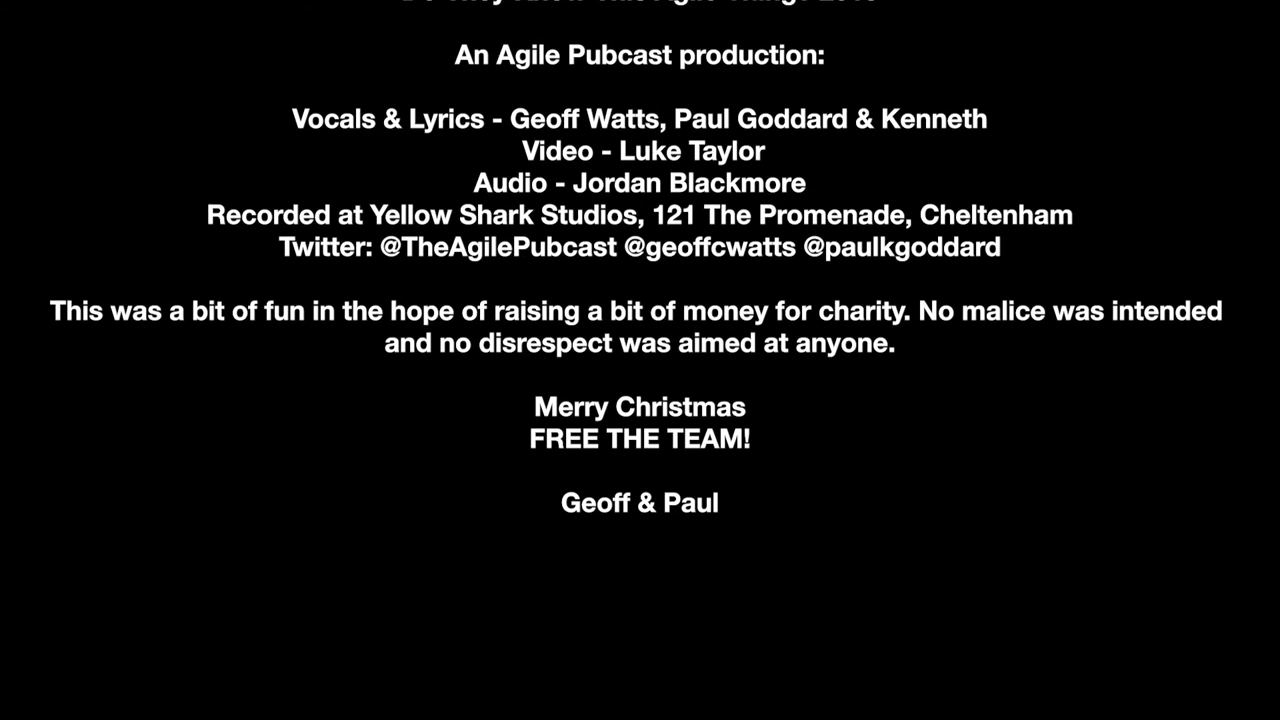 An Agile Pubcast production:
Vocals & Lyrics - Geoff Watts, Paul Goddard & Kenneth
Video - Luke Taylor
Audio - Jordan Blackmore
Recorded at Yellow Shark Studios, 121 The Promenade, Cheltenham
Twitter: @TheAgilePubcast @geoffcwatts @paulkgoddard
This was a bit of fun in the hope of raising a bit of money for charity. No malice was intended
and no disrespect was aimed at anyone.
Merry Christmas
FREE THE TEAM!
Geoff & Paul